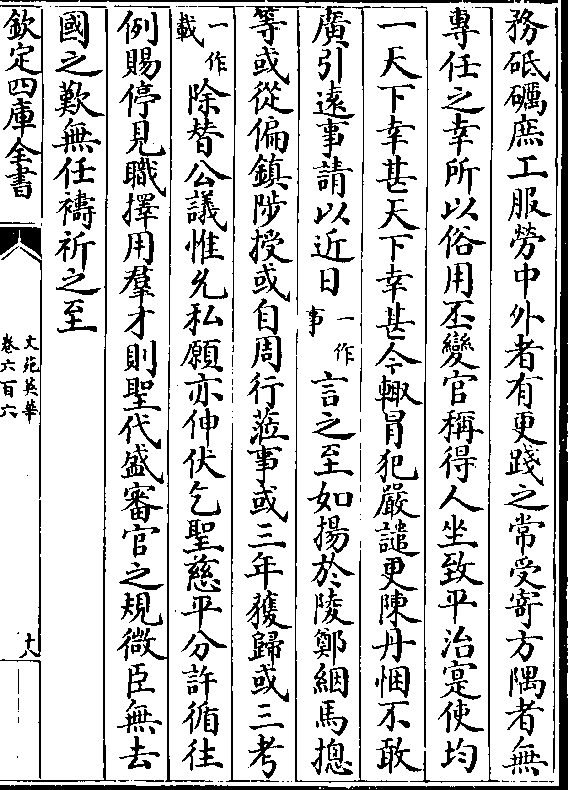 務砥礪庶工服勞中外者有更踐之常受寄方隅者無
專任之幸所以俗用丕變官稱得人坐致平治寔使均
一天下幸甚天下幸甚今輙冒犯嚴譴更陳丹悃不敢
廣引遠事請以近日一作事言之至如揚於陵鄭絪馬摠
等或從偏鎮陟授或自周行蒞事或三年獲歸或三考
一作載除替公議惟允私願亦伸伏乞聖慈平分許循往
例賜停見職擇用羣才則聖代盛審官之規微臣無去
國之歎無任禱祈之至
欽定四庫全書
文苑英華
卷六百六
十八